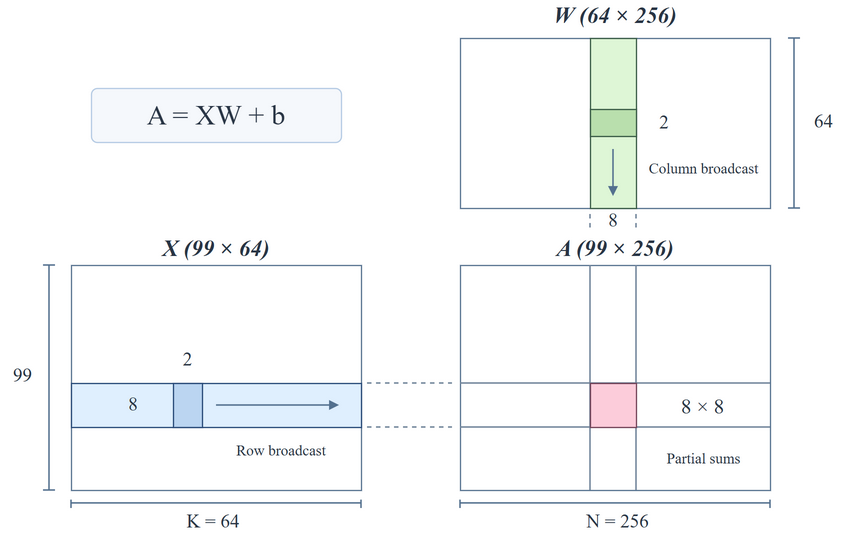 W (64 × 256)
A = XW + b
2
64
Column broadcast
8
X (99 × 64)
A (99 × 256)
2
99
8
8 × 8
Row broadcast
Partial sums
K = 64
N = 256